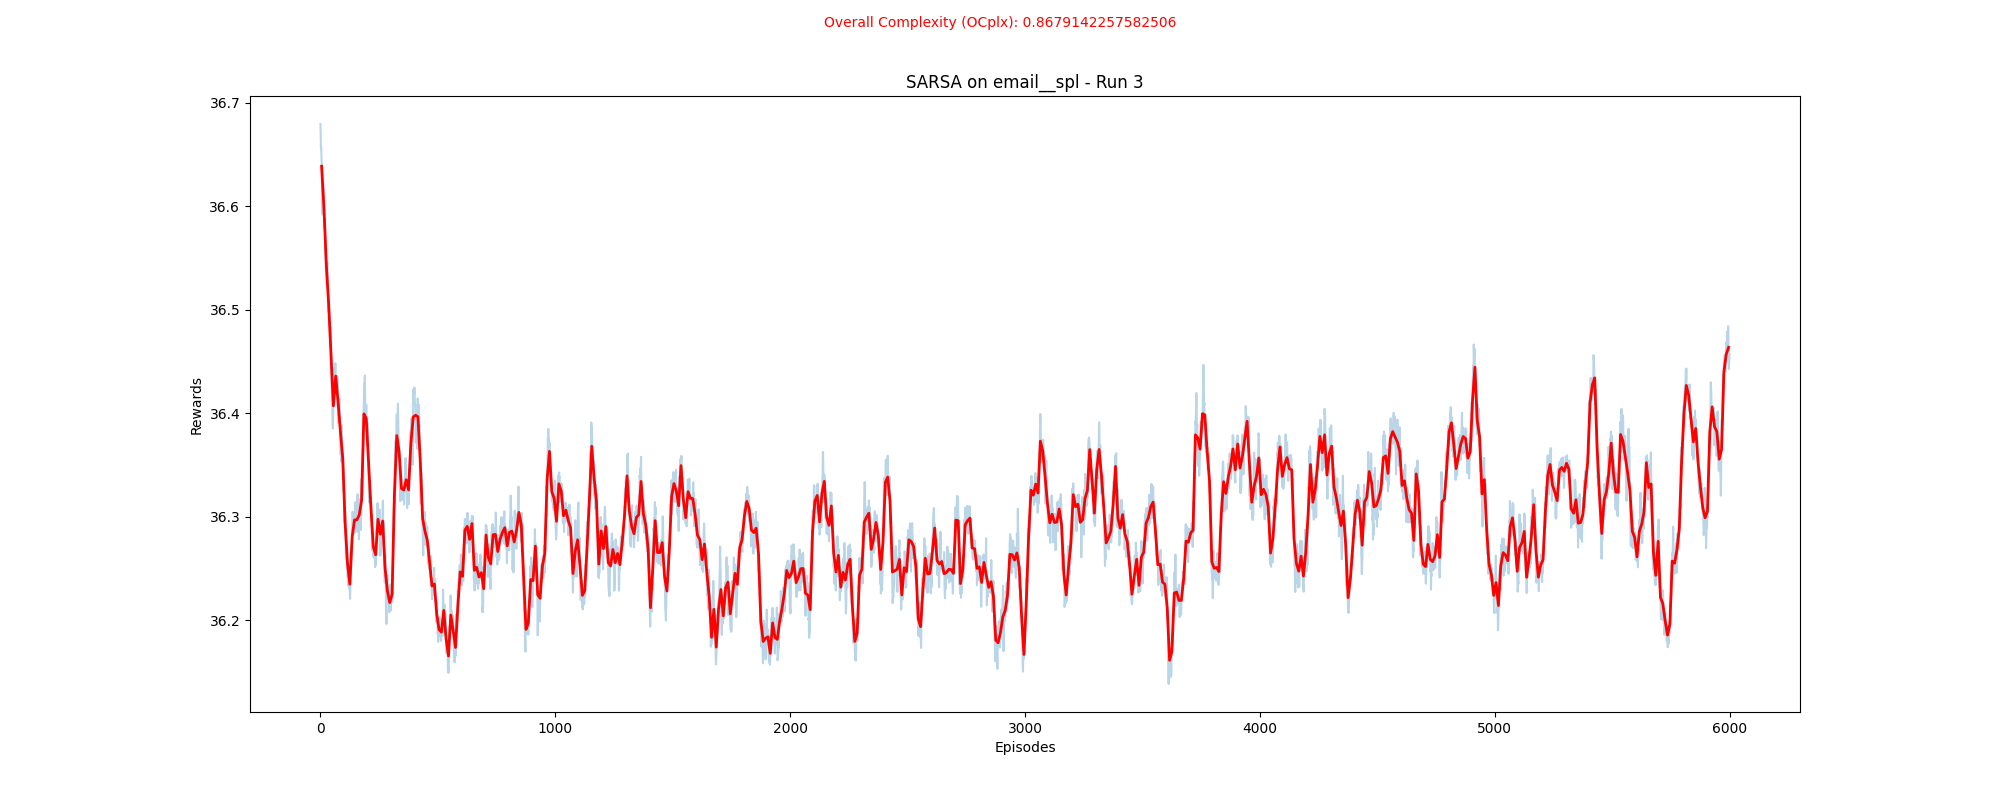 Overall Complexity (OCplx): 0.8679142257582506
SARSA on email__spl - Run 3
36.7
36.6
36.5
36.4
36.3
36.2
Rewards
0 1000 2000 3000 4000 5000 6000
Episodes